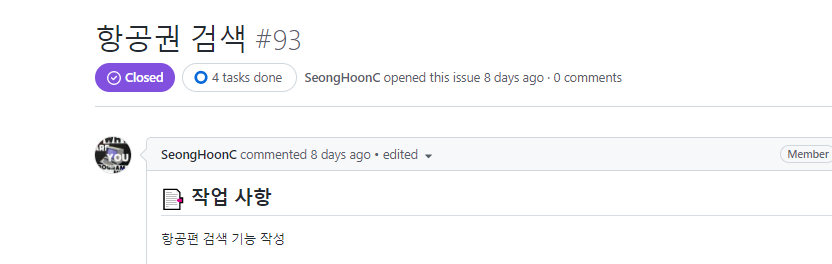 항공권 검색 #93
Closed 4 tasks done SeongHoonC opened this issue 8 days ago · 0 comments
SeongHoonC commented 8 days ago • edited Member
작업 사항
항공편 검색 기능 작성
YOU